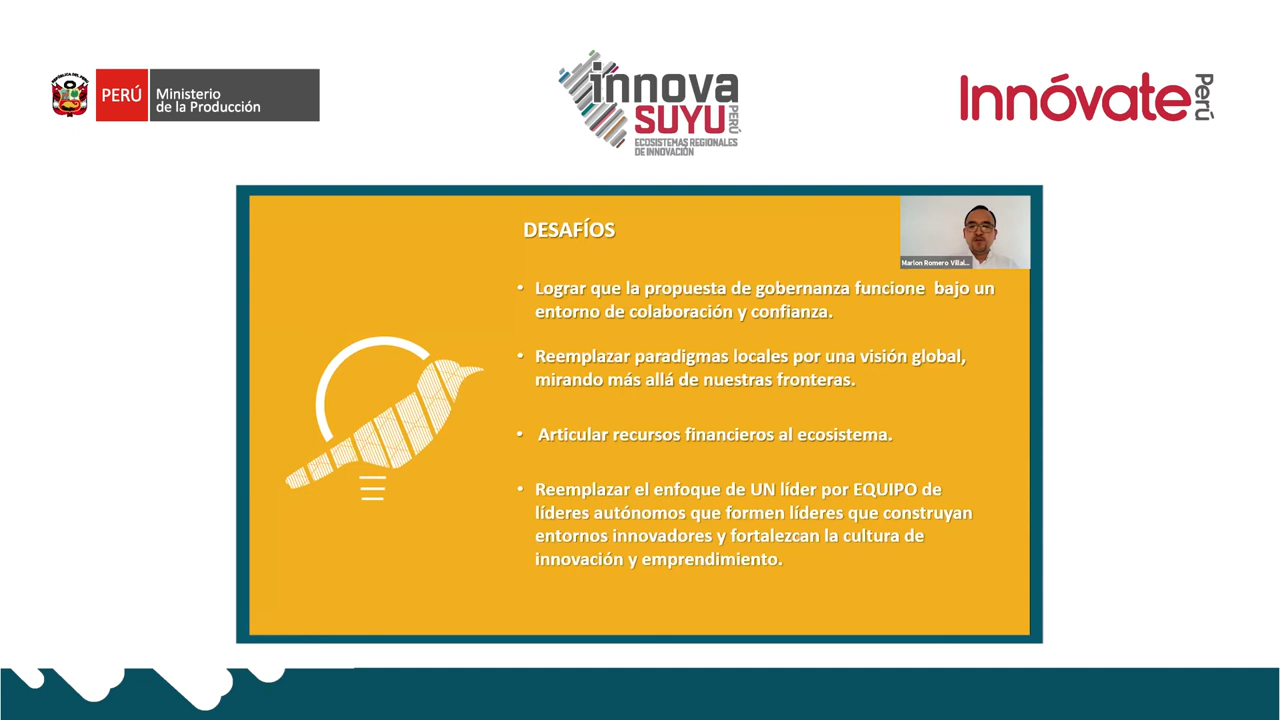 PERÚ
Ministerio
de la Producción
innova
SUYU
PERÚ
ECOSISTEMAS REGIONALES
DE INNOVACIÓN
Innóvate
Perú
DESAFÍOS
Marlon Romero Villal...
• Lograr que la propuesta de gobernanza funcione bajo un
entorno de colaboración y confianza.
• Reemplazar paradigmas locales por una visión global,
mirando más allá de nuestras fronteras.
• Articular recursos financieros al ecosistema.
• Reemplazar el enfoque de UN líder por EQUIPO de
líderes autónomos que formen líderes que construyan
entornos innovadores y fortalezcan la cultura de
innovación y emprendimiento.